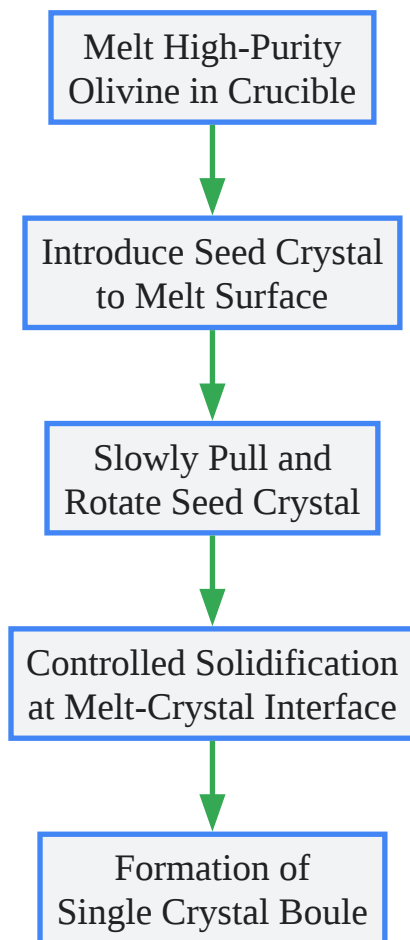 Melt High-Purity
Olivine in Crucible
Introduce Seed Crystal
to Melt Surface
Slowly Pull and
Rotate Seed Crystal
Controlled Solidification
at Melt-Crystal Interface
Formation of
Single Crystal Boule